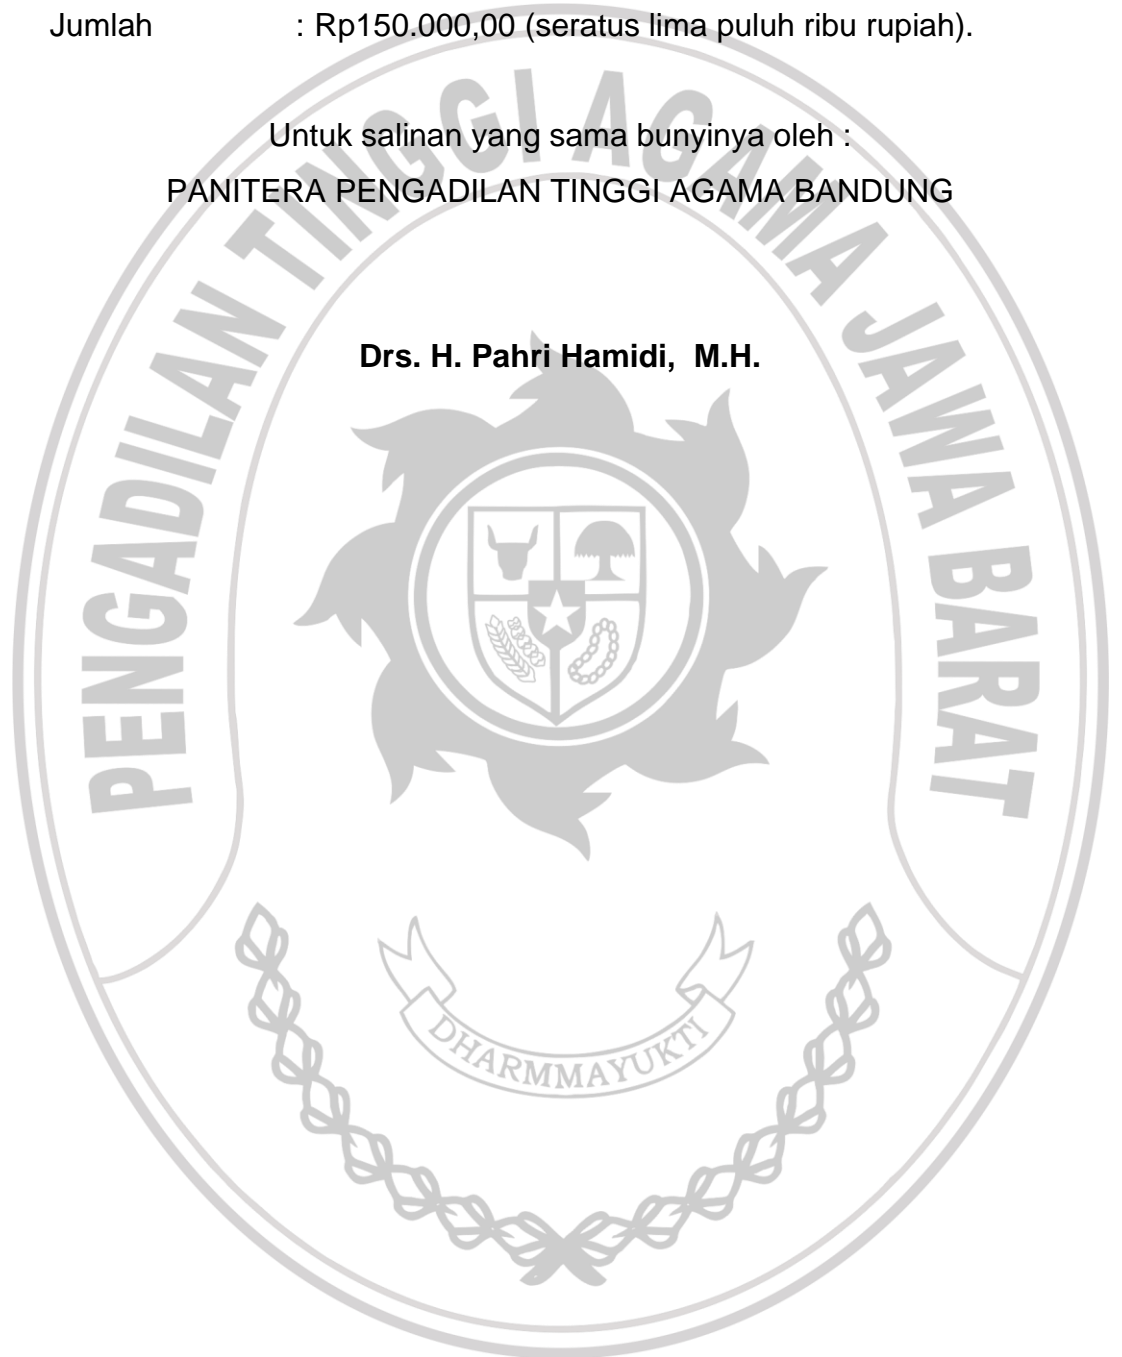 Jumlah : Rp150.000,00 (seratus lima puluh ribu rupiah).
Untuk salinan yang sama bunyinya oleh :
PANITERA PENGADILAN TINGGI AGAMA BANDUNG
Drs. H. Pahri Hamidi, M.H.
PENGADILAN TINGGI AGAMA JAWA BARAT
DHARMMAYUKTI